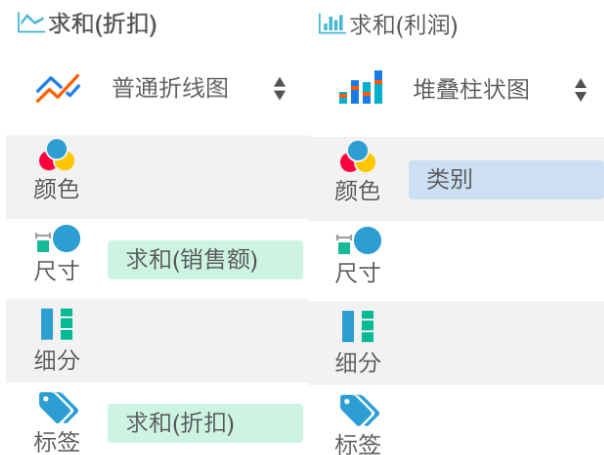 求和(折扣)
普通折线图
颜色
尺寸
求和(销售额)
细分
标签
求和(折扣)
求和(利润)
堆叠柱状图
颜色
类别
尺寸
细分
标签